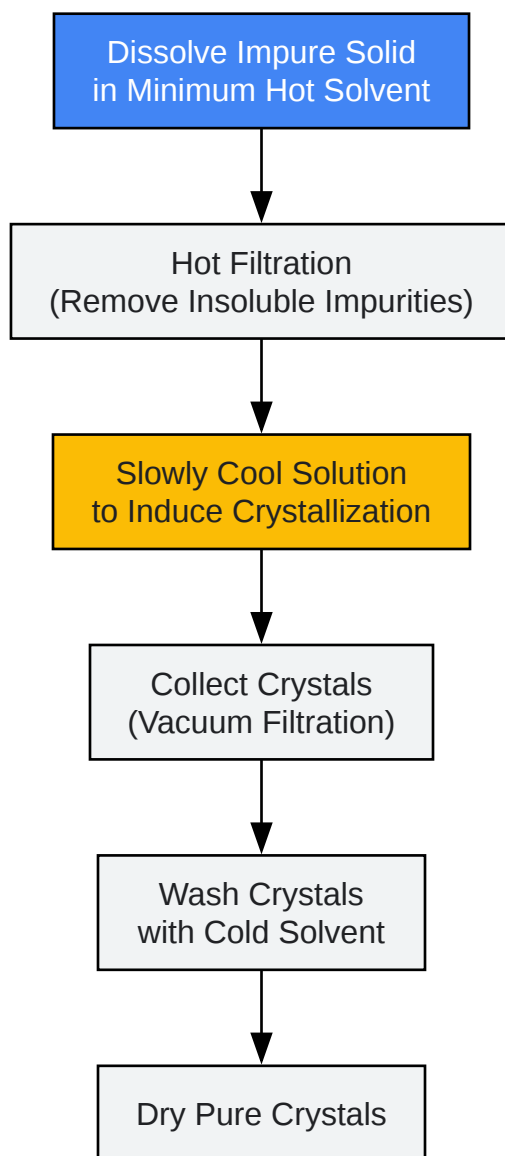 Dissolve Impure Solid
in Minimum Hot Solvent
Hot Filtration
(Remove Insoluble Impurities)
Slowly Cool Solution
to Induce Crystallization
Collect Crystals
(Vacuum Filtration)
Wash Crystals
with Cold Solvent
Dry Pure Crystals